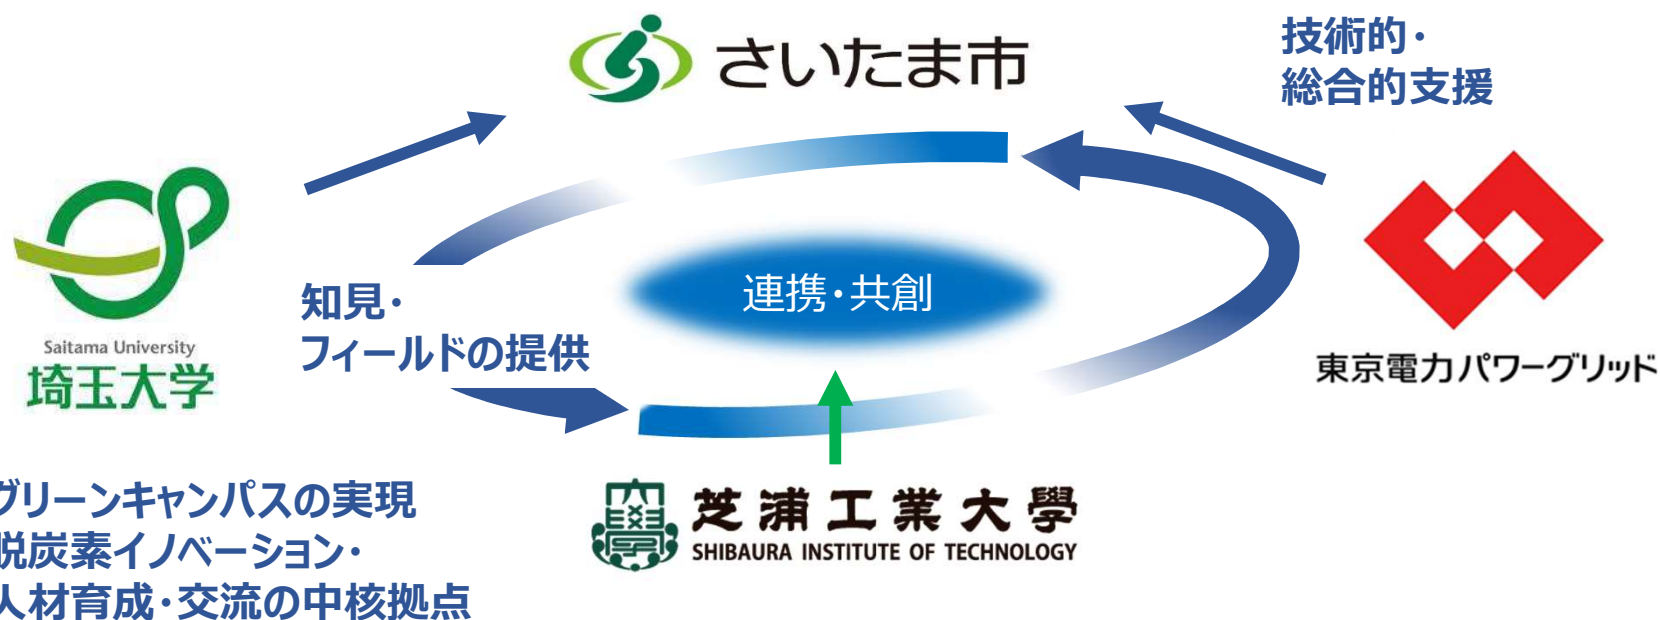 さいたま市
技術的・
総合的支援
Saitama University
埼玉大学
知見・
フィールドの提供
連携・共創
東京電力パワーグリッド
グリーンキャンパスの実現
脱炭素イノベーション・
人材育成・交流の中核拠点
芝浦工業大學
SHIBAURA INSTITUTE OF TECHNOLOGY